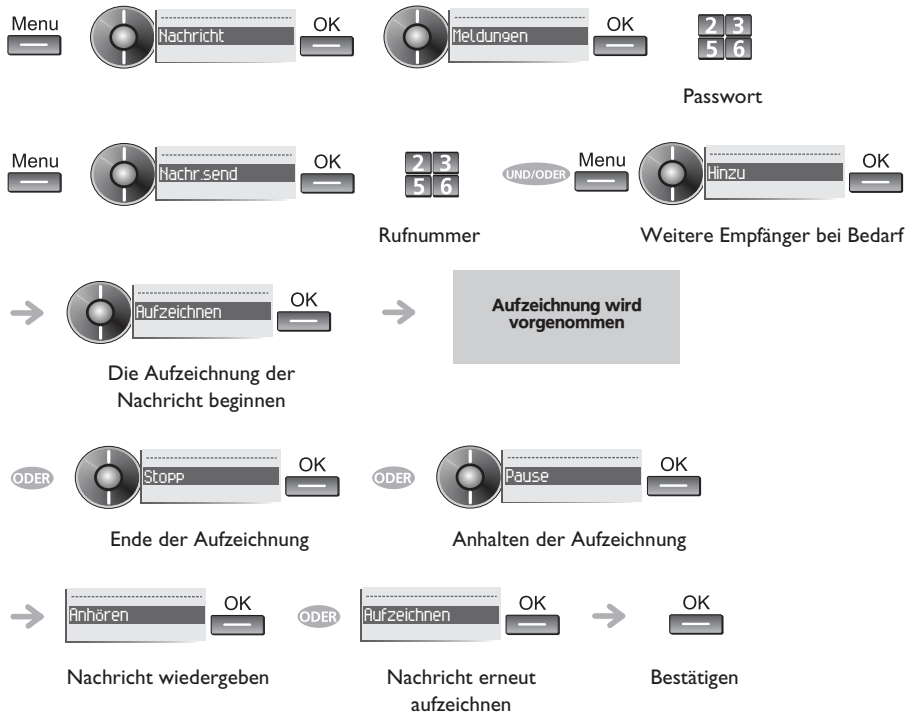 Menu
Nachricht
OK
Meldungen
OK
2 3
5 6
Passwort
Menu
Nachr.send
OK
2 3
5 6
Rufnummer
UND/ODER
Menu
Hinzu
OK
Weitere Empfänger bei Bedarf
Aufzeichnen
OK
Die Aufzeichnung der
Nachricht beginnen
Aufzeichnung wird
vorgenommen
ODER
Stopp
OK
Ende der Aufzeichnung
ODER
Pause
OK
Anhalten der Aufzeichnung
Anhören
OK
Nachricht wiedergeben
ODER
Aufzeichnen
OK
Nachricht erneut
aufzeichnen
OK
Bestätigen